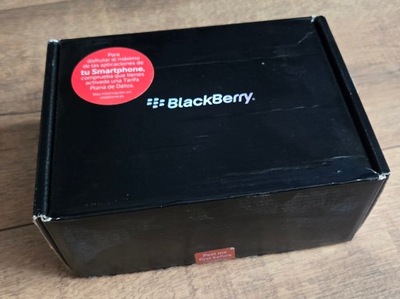 Para
disfrutar al máximo
de las aplicaciones de
tu Smartphone,
comprueba que tienes
activada una Tarifa
Plana de Datos.
BlackBerry